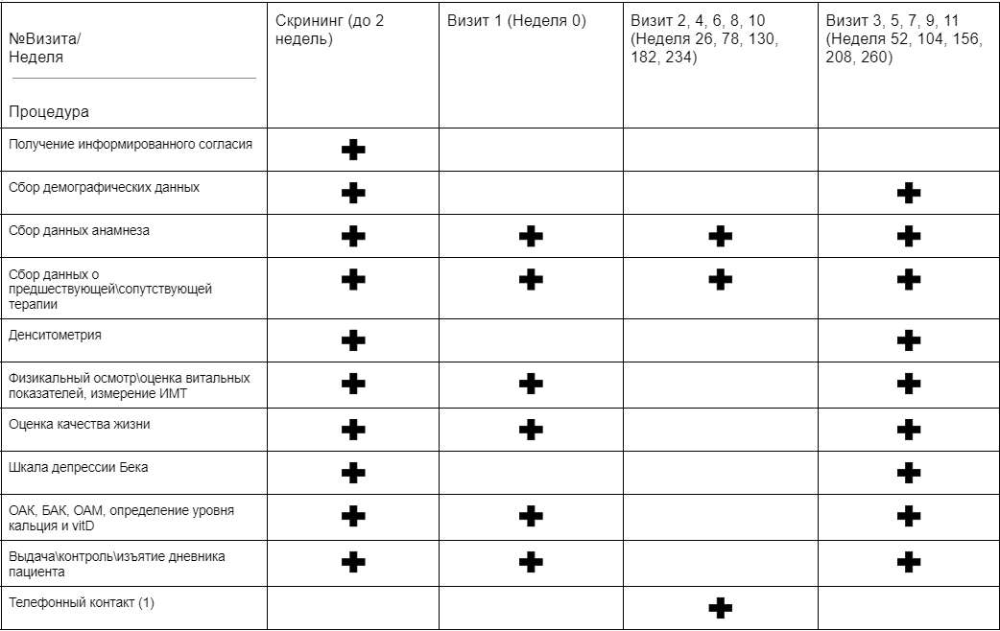 №Визита/
Неделя
Процедура
Скрининг (до 2
недель)
Визит 1 (Неделя 0)
Визит 2, 4, 6, 8, 10
(Неделя 26, 78, 130,
182, 234)
Визит 3, 5, 7, 9, 11
(Неделя 52, 104, 156,
208, 260)
Получение информированного согласия
Сбор демографических данных
Сбор данных анамнеза
Сбор данных о
предшествующей\сопутствующей
терапии
Денситометрия
Физикальный осмотр\оценка витальных
показателей, измерение ИМТ
Оценка качества жизни
Шкала депрессии Бека
ОАК, БАК, ОАМ, определение уровня
кальция и vitD
Выдача\контроль\изъятие дневника
пациента
Телефонный контакт (1)